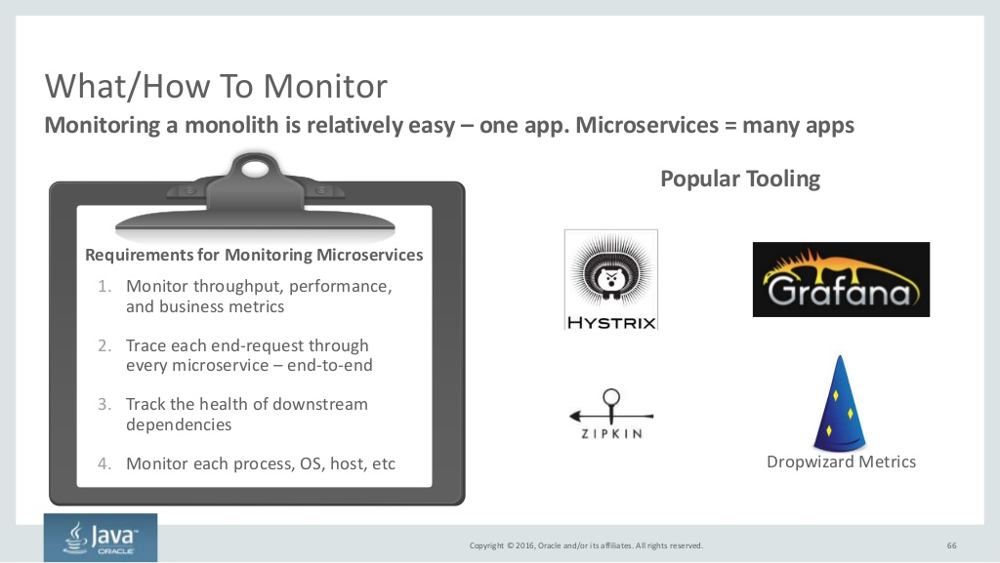 What/How To Monitor
Monitoring a monolith is relatively easy – one app. Microservices = many apps
Requirements for Monitoring Microservices
1. Monitor throughput, performance,
and business metrics
2. Trace each end-request through
every microservice – end-to-end
3. Track the health of downstream
dependencies
4. Monitor each process, OS, host, etc
Popular Tooling
HYSTRIX
Grafana
ZIPKIN
Dropwizard Metrics
Java™
ORACLE
Copyright © 2016, Oracle and/or its affiliates. All rights reserved.
66